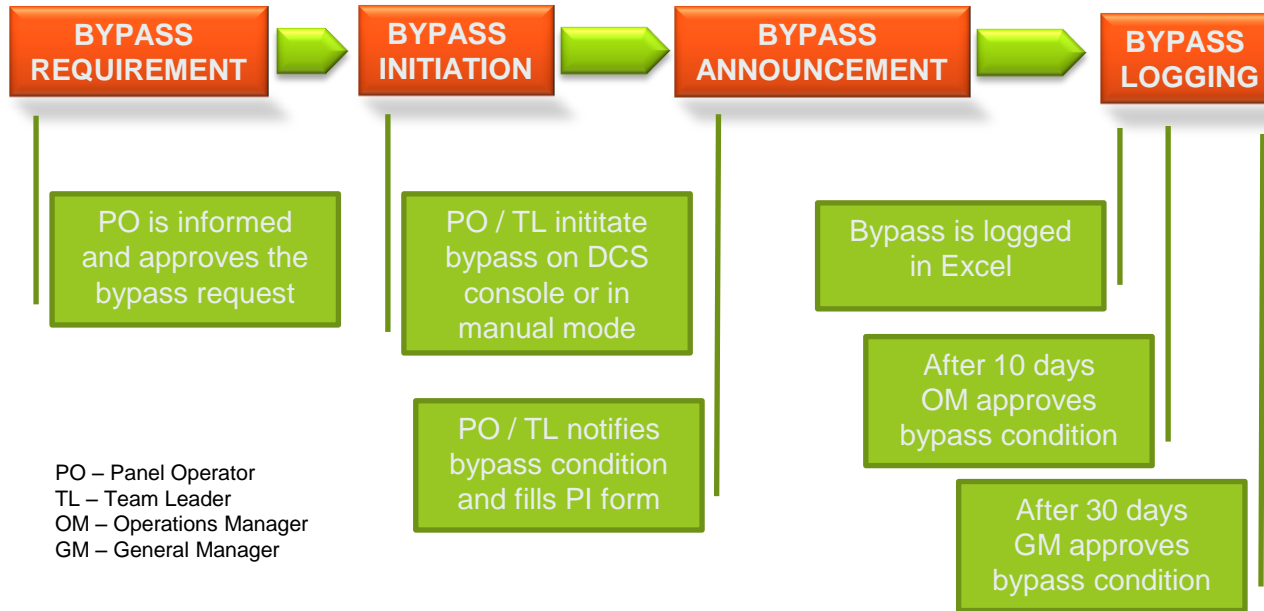 BYPASS
REQUIREMENT
BYPASS
INITIATION
BYPASS
ANNOUNCEMENT
BYPASS
LOGGING
PO is informed
and approves the
bypass request
PO / TL inititate
bypass on DCS
console or in
manual mode
PO / TL notifies
bypass condition
and fills PI form
Bypass is logged
in Excel
After 10 days
OM approves
bypass condition
After 30 days
GM approves
bypass condition
PO – Panel Operator
TL – Team Leader
OM – Operations Manager
GM – General Manager